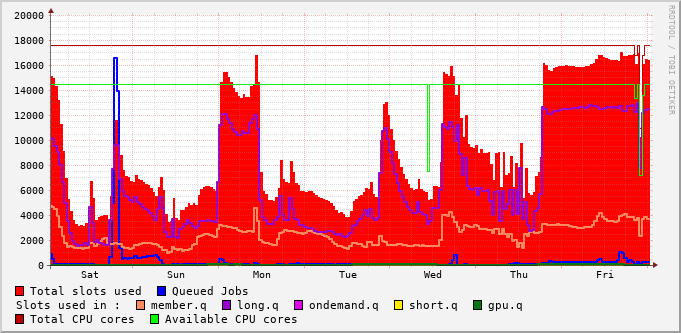 20000
18000
16000
14000
12000
10000
8000
6000
4000
2000
0
Sat Sun Mon Tue Wed Thu Fri
RRDTOOL / TOBI OETIKER
Total slots used Queued Jobs
Slots used in : member.q long.q ondemand.q short.q gpu.q
Total CPU cores Available CPU cores